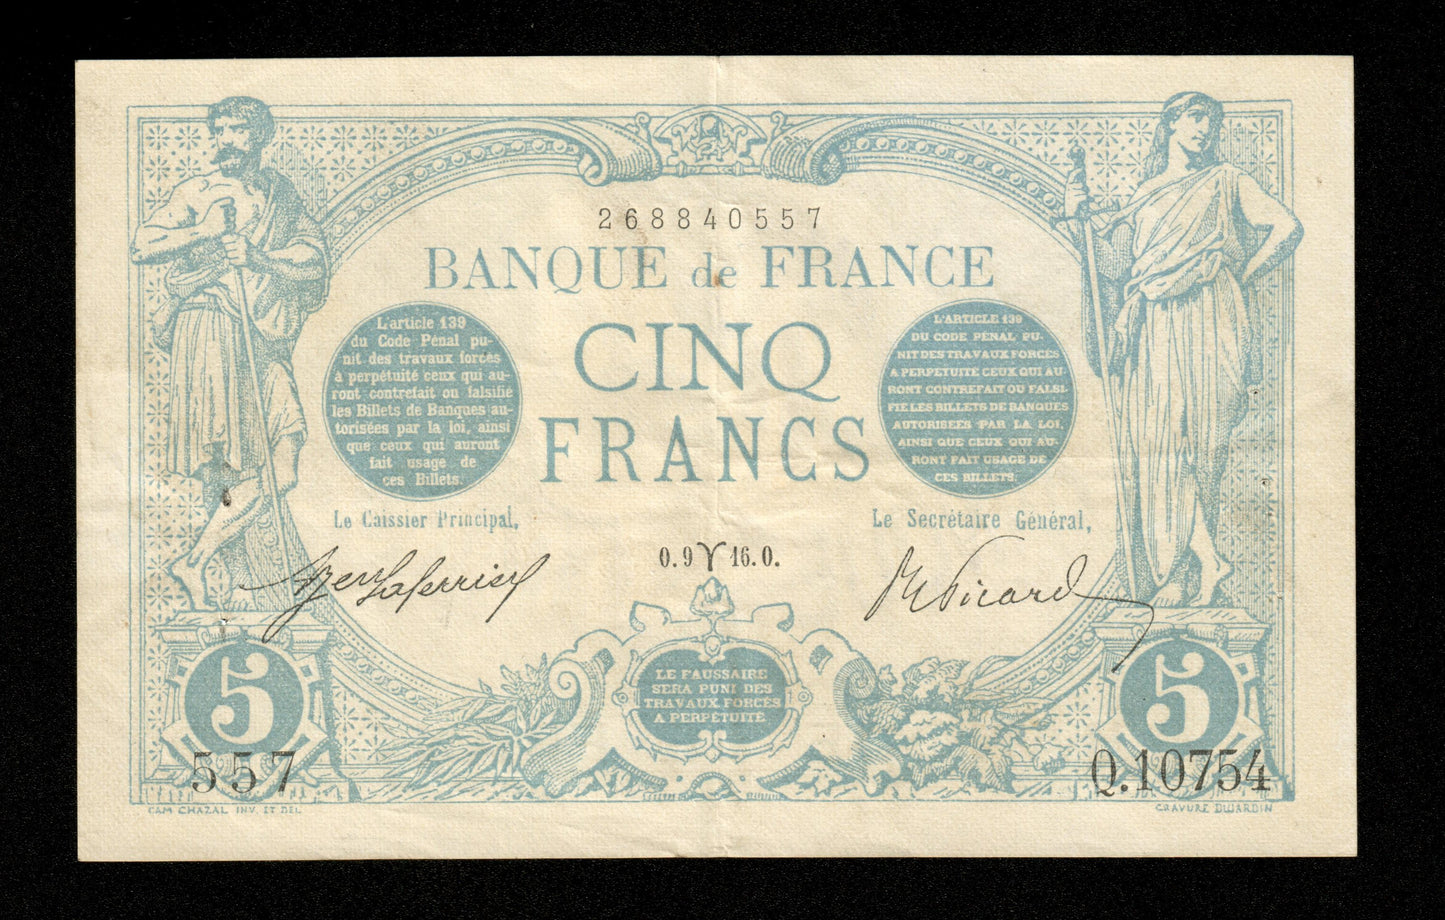 268840557
BANQUE de FRANCE
CINQ
FRANCS
L'article 139
du Code Pénal pu-
nit des travaux forcés
à perpétuité ceux qui au-
ront contrefait ou falsifié
les Billets de Banques au-
torisées par la loi, ainsi
que ceux qui auront
fait usage de
ces Billets.
L'ARTICLE 139
DU CODE PENAL PU-
NIT DES TRAVAUX FORCÉS
A PERPETUITE CEUX QUI AU
RONT CONTREFAIT OU FALSI-
FIE LES BILLETS DE BANQUES
AUTORISEES PAR LA LOI,
AINSI QUE CEUX QUI AU-
RONT FAIT USAGE DE
CES BILLETS.
Le Caissier Principal,
Le Secrétaire Général,
0.9 ♈ 16.0.
Picard
LE FAUSSAIRE
SERA PUNI DES
TRAVAUX FORCÉS
A PERPÉTUITÉ
5
5
557
Q.10754
CAM CHAZAL INV. ET DEL
GRAVURE DUJARDIN